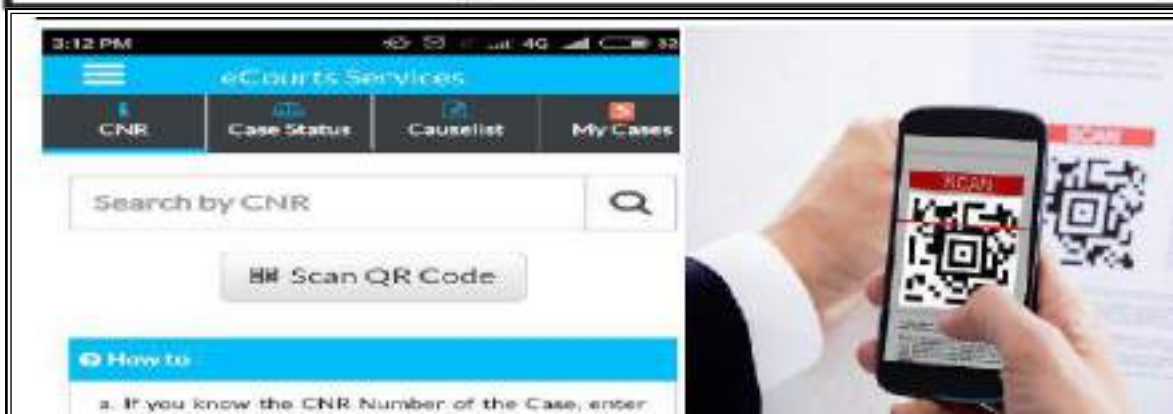 3:12 PM 4G 32
eCourts Services
CNR Case Status Causelist My Cases
Search by CNR
Scan QR Code
How to
a. If you know the CNR Number of the Case, enter
SCAN
SCAN